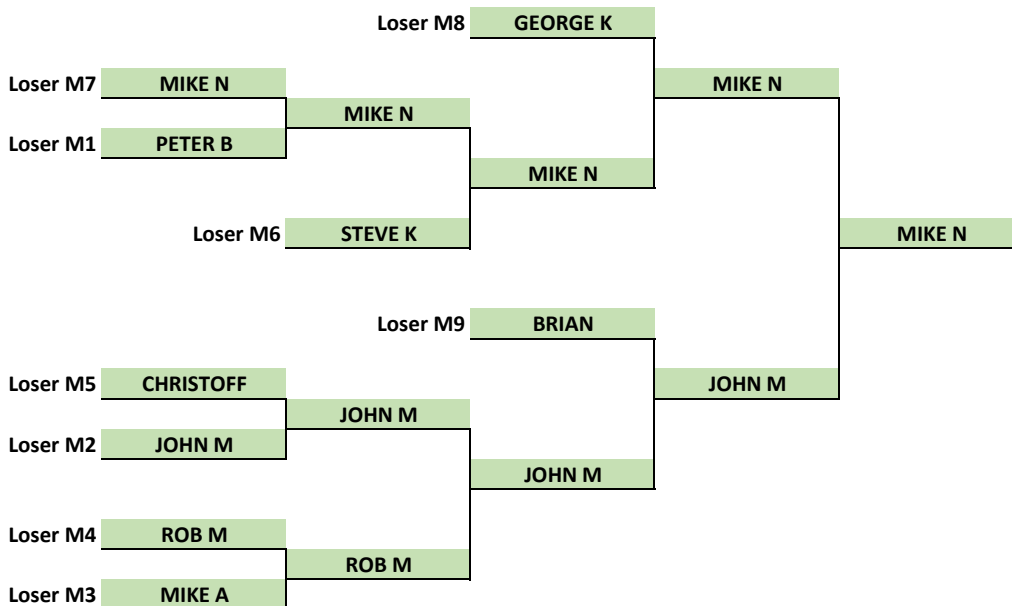 Loser M8 GEORGE K
Loser M7 MIKE N MIKE N
MIKE N
Loser M1 PETER B
MIKE N
Loser M6 STEVE K MIKE N
Loser M9 BRIAN
Loser M5 CHRISTOFF JOHN M
JOHN M
Loser M2 JOHN M
JOHN M
Loser M4 ROB M
ROB M
Loser M3 MIKE A